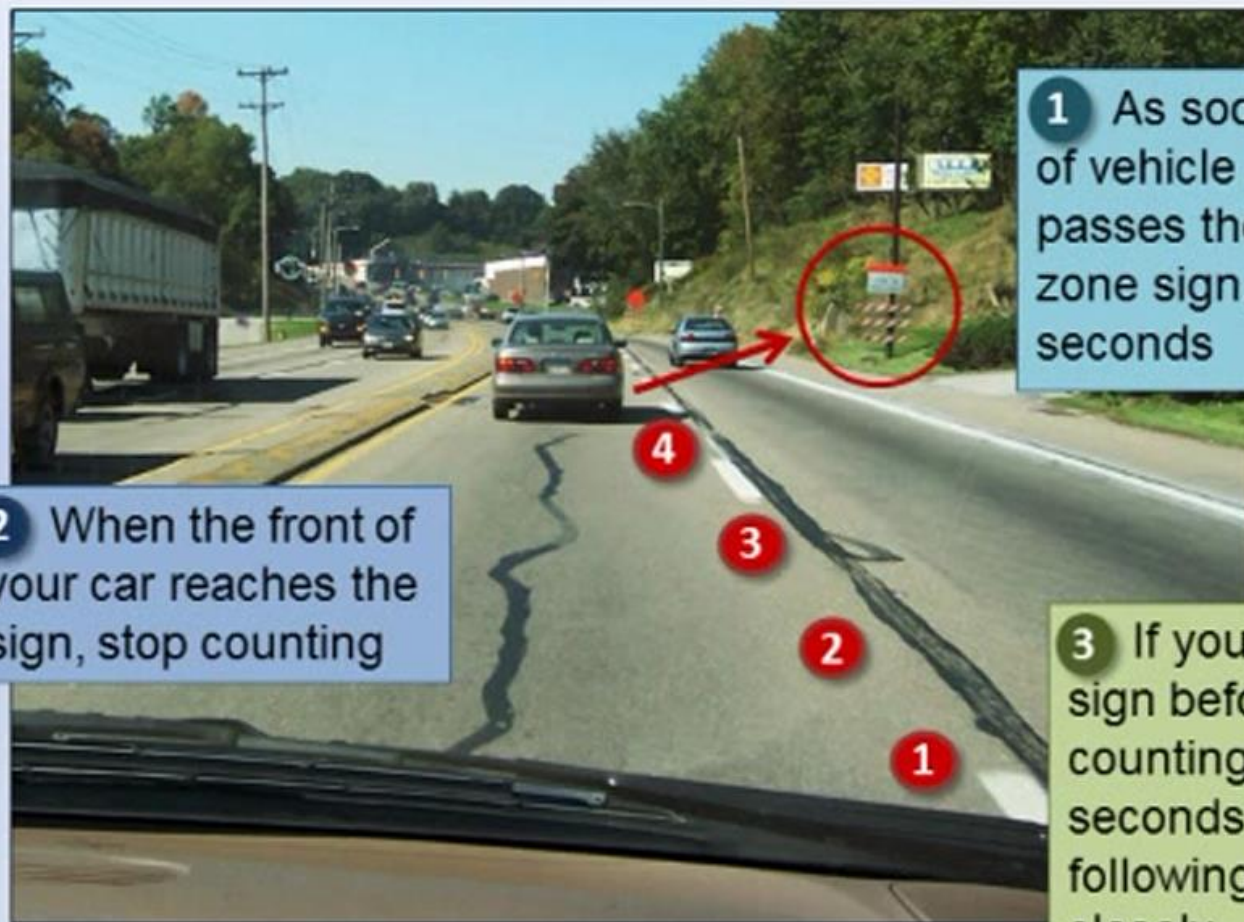 1 As soo
of vehicle
passes the
zone sign
seconds
2 When the front of
your car reaches the
sign, stop counting
4
3
2
1
3 If you
sign befo
counting
seconds
following